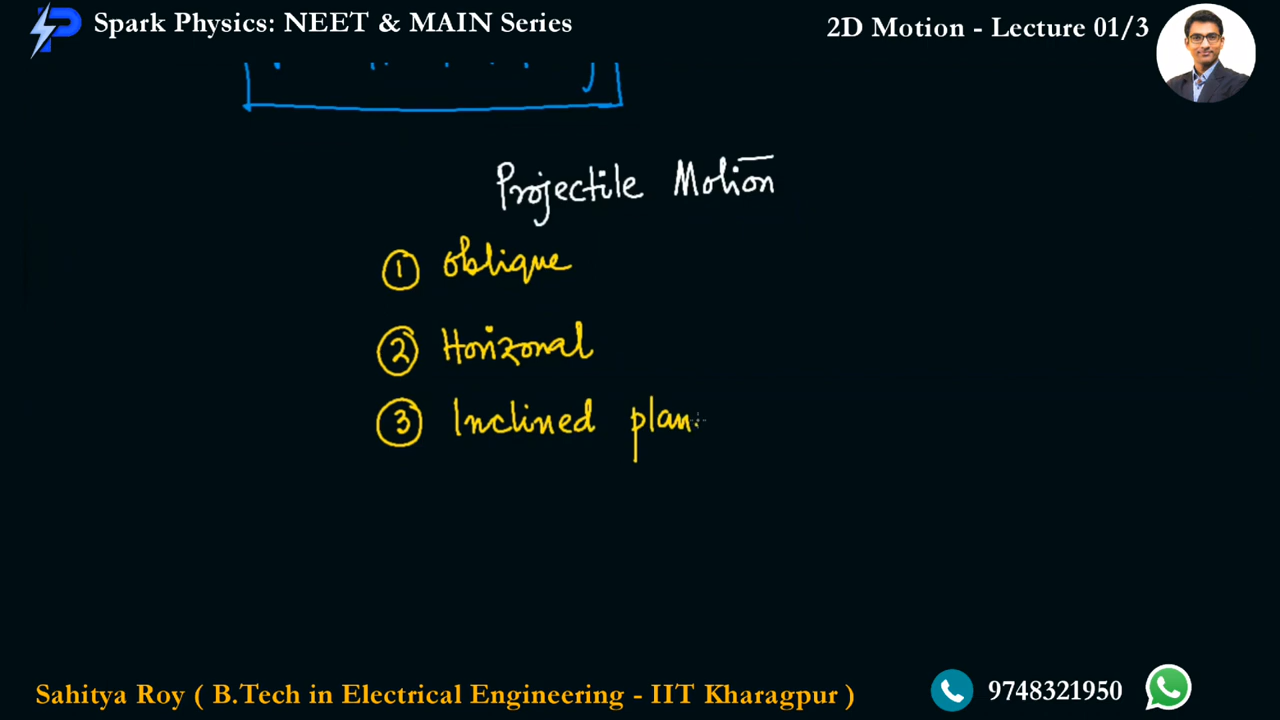 Spark Physics: NEET & MAIN Series
2D Motion - Lecture 01/3
Projectile Motion
1 Oblique
2 Horizonal
3 Inclined plan
Sahitya Roy ( B.Tech in Electrical Engineering - IIT Kharagpur )
9748321950